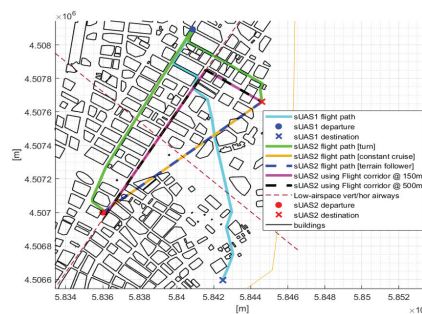 ×10⁶
4.508
4.5078
4.5076
4.5074
4.5072
4.507
4.5068
4.5066
[m]
5.834 5.836 5.838 5.84 5.842 5.844 5.846 5.848 5.85 5.852 5.853
[m]
sUAS1 flight path
sUAS1 departure
sUAS1 destination
sUAS2 flight path [turn]
sUAS2 flight path [constant cruise]
sUAS2 flight path [terrain follower]
sUAS2 using Flight corridor @ 150m
sUAS2 using Flight corridor @ 500m
Low-airspace vert/hor airways
sUAS2 departure
sUAS2 destination
buildings